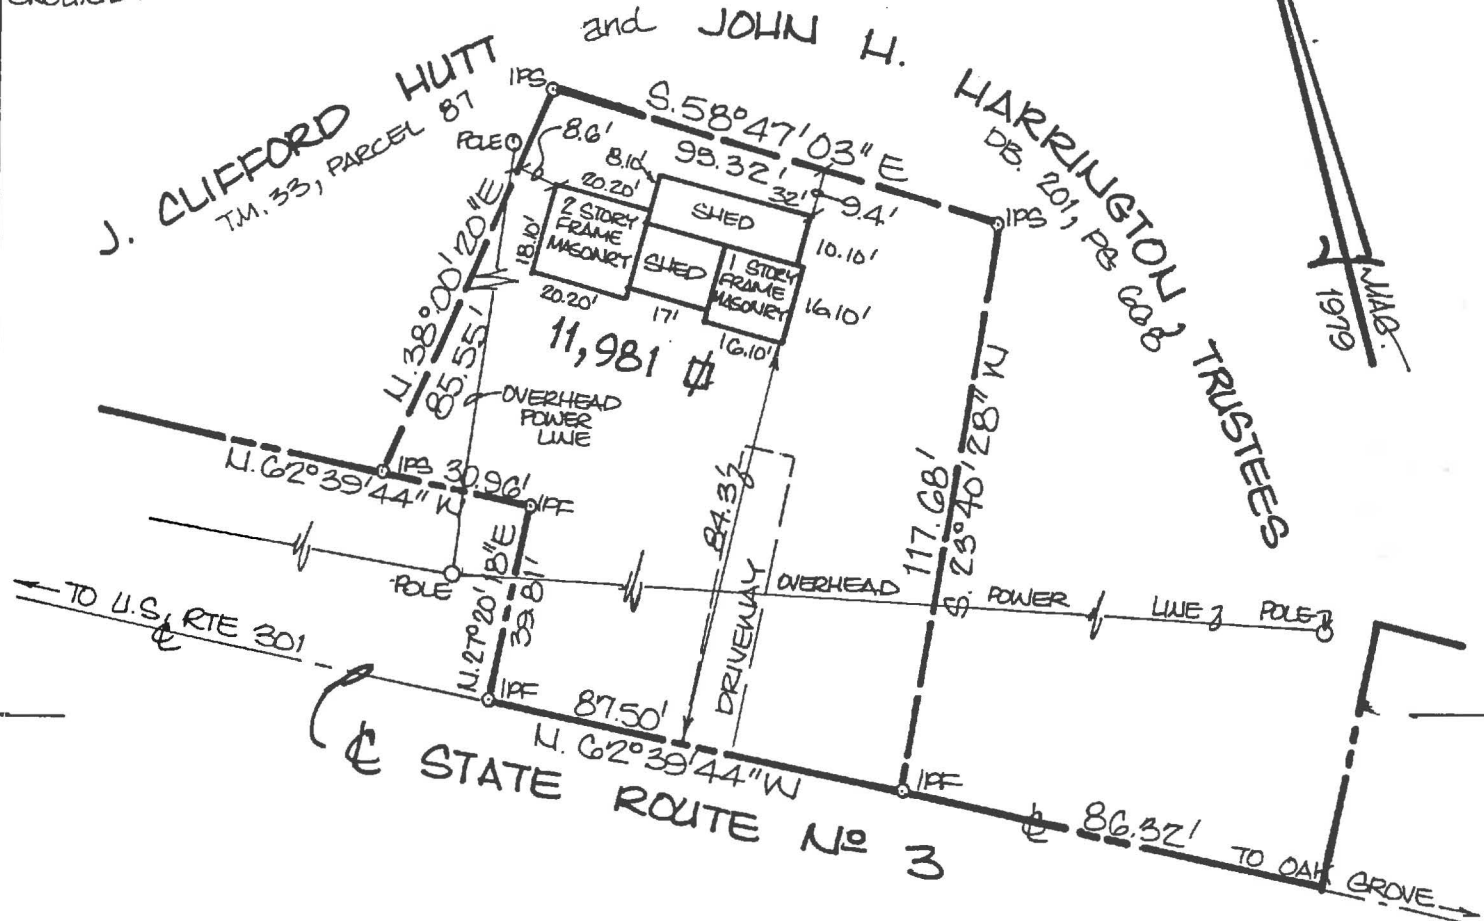 and JOHN H. HARRINGTON, TRUSTEES
J. CLIFFORD HUTT
T.M. 33, PARCEL 87
DB. 201, PG 668
IPS
S.58°47'03"E
95.32'
POLE
8.6'
8.10'
20.20'
32'
9.4'
IPS
SHED
2 STORY
FRAME
MASONRY
18.10'
SHED
1 STORY
FRAME
MASONRY
10.10'
16.10'
20.20'
17'
16.10'
11,981
MAG.
1979
N.38°00'20"E
85.55'
OVERHEAD
POWER
LINE
N.62°39'44"W
IPS
30.96'
IPF
84.3'
117.68'
S. 23°40'28"W
POLE
OVERHEAD POWER LINE POLE
TO U.S. RTE 301
℄
N.27°20'18"E
39.81'
DRIVEWAY
IPF
87.50'
N. 62°39'44"W
℄ STATE ROUTE Nº 3
IPF
℄
86.32'
TO OAK GROVE